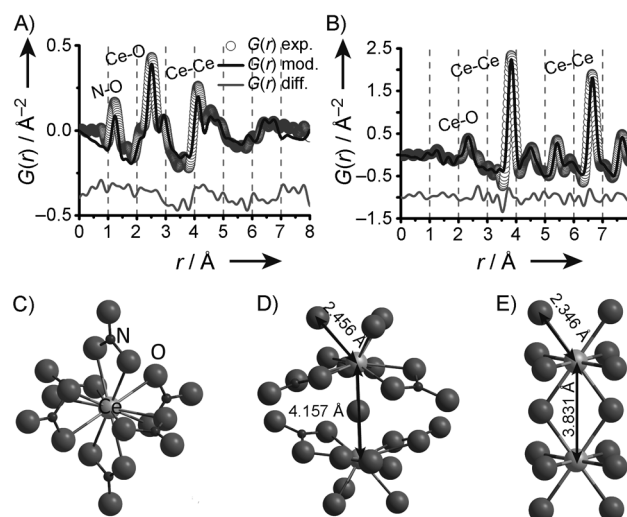 A)
G(r) / Å⁻²
0.5
0.0
−0.5
N-O
Ce-O
Ce-Ce
G(r) exp.
G(r) mod.
G(r) diff.
0 1 2 3 4 5 6 7 8
r / Å
B)
G(r) / Å⁻²
2.5
1.5
0.5
−0.5
−1.5
Ce-O
Ce-Ce
Ce-Ce
0 1 2 3 4 5 6 7
r / Å
C)
N
O
Ce
D)
2.456 Å
4.157 Å
E)
2.346 Å
3.831 Å